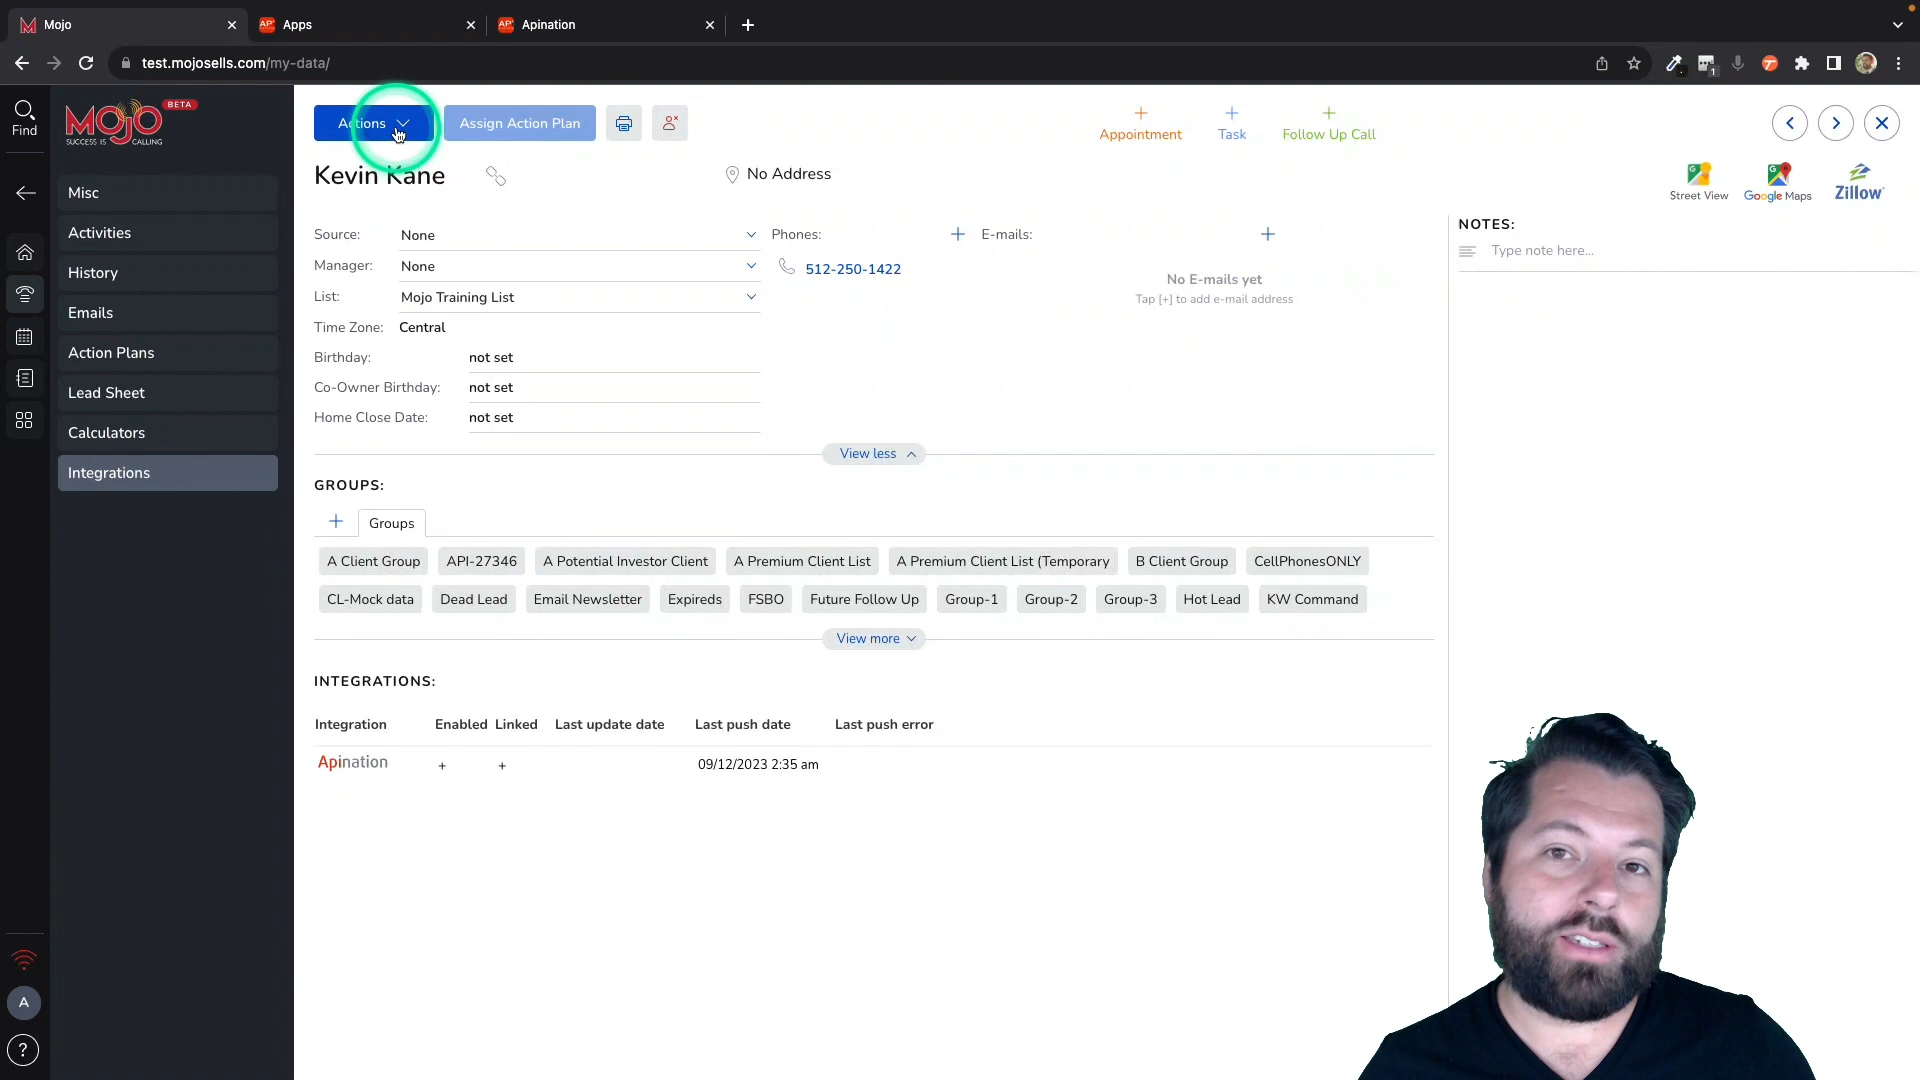 Mojo
Apps
Apination
test.mojosells.com/my-data/
1
Find
MOJO
BETA
SUCCESS IS CALLING
Misc
Activities
History
Emails
Action Plans
Lead Sheet
Calculators
Integrations
A
?
Actions
Assign Action Plan
Appointment
Task
Follow Up Call
Kevin Kane
No Address
Street View
Google Maps
Zillow
Source: None
Manager: None
List: Mojo Training List
Time Zone: Central
Birthday: not set
Co-Owner Birthday: not set
Home Close Date: not set
Phones:
512-250-1422
E-mails:
No E-mails yet
Tap [+] to add e-mail address
NOTES:
Type note here...
View less
GROUPS:
Groups
A Client Group API-27346 A Potential Investor Client A Premium Client List A Premium Client List (Temporary B Client Group CellPhonesONLY
CL-Mock data Dead Lead Email Newsletter Expireds FSBO Future Follow Up Group-1 Group-2 Group-3 Hot Lead KW Command
View more
INTEGRATIONS:
Integration Enabled Linked Last update date Last push date Last push error
Apination + + 09/12/2023 2:35 am